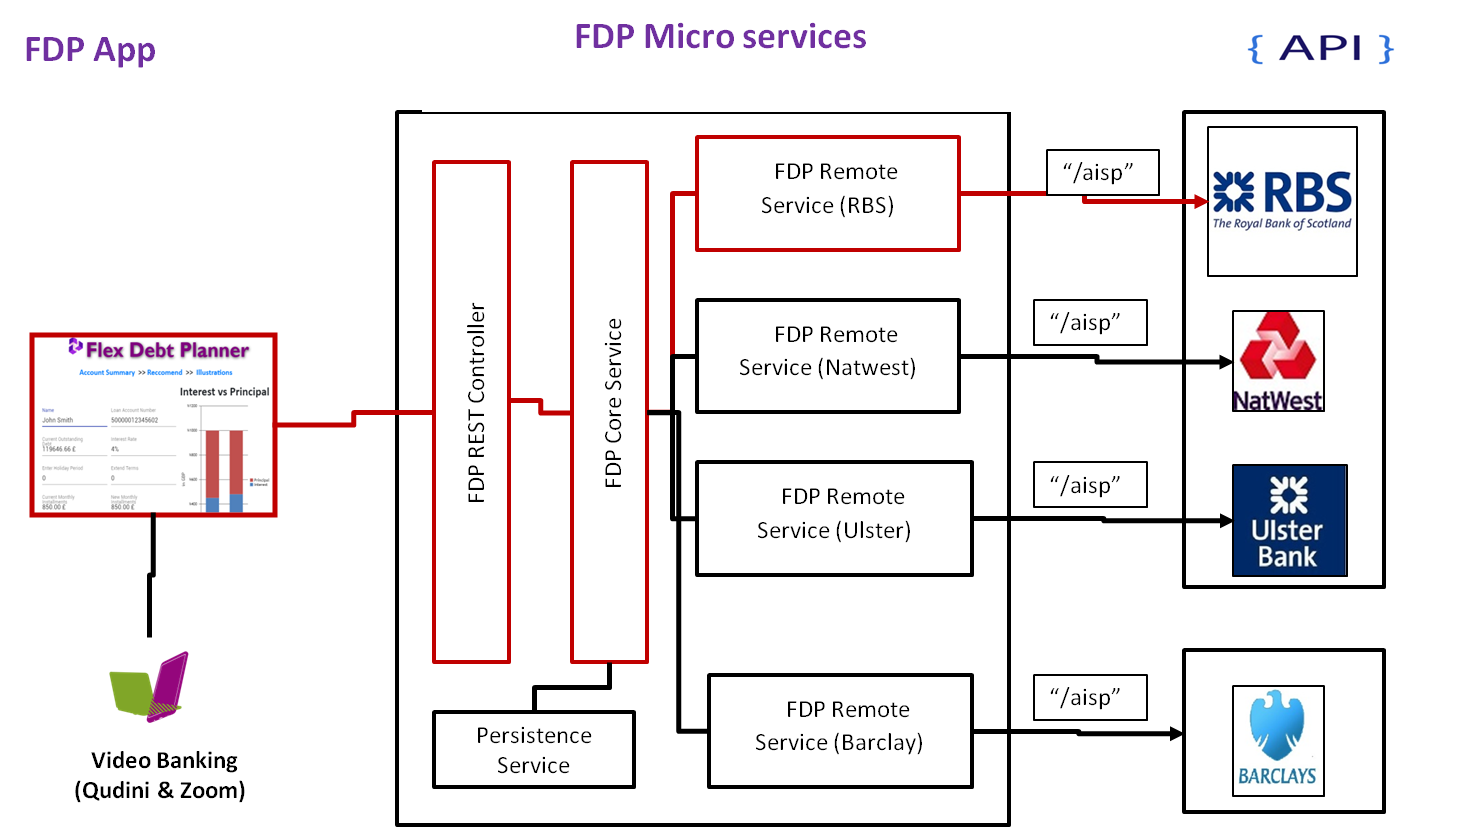 FDP App
FDP Micro services
{ API }
FDP REST Controller
FDP Core Service
FDP Remote
Service (RBS)
"/aisp"
RBS
The Royal Bank of Scotland
FDP Remote
Service (Natwest)
"/aisp"
NatWest
Flex Debt Planner
Account Summary >> Reccomend >> Illustrations
Interest vs Principal
Name
John Smith
Loan Account Number
50000012345602
Current Outstanding
Debt
119646.66 £
Interest Rate
4%
Enter Holiday Period
0
Extend Terms
0
Current Monthly
Installments
850.00 £
New Monthly
Installments
850.00 £
Principal
Interest
FDP Remote
Service (Ulster)
"/aisp"
Ulster
Bank
FDP Remote
Service (Barclay)
"/aisp"
BARCLAYS
Persistence
Service
Video Banking
(Qudini & Zoom)